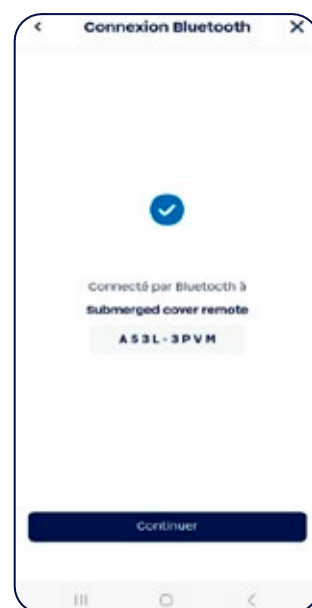 Connexion Bluetooth
Connecté par Bluetooth à
Submerged cover remote
A53L-3PVM
Continuer